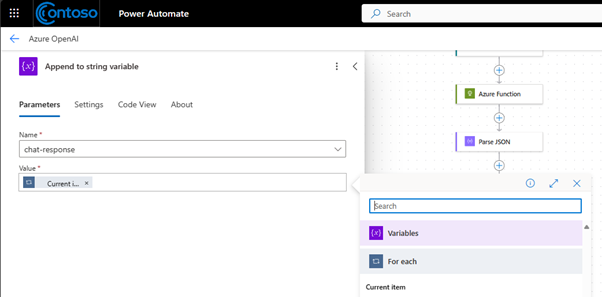 Contoso
Power Automate
Search
Azure OpenAI
{x} Append to string variable
Parameters Settings Code View About
Name *
chat-response
Value *
Current i... ×
Azure Function
Parse JSON
Search
{x} Variables
For each
Current item